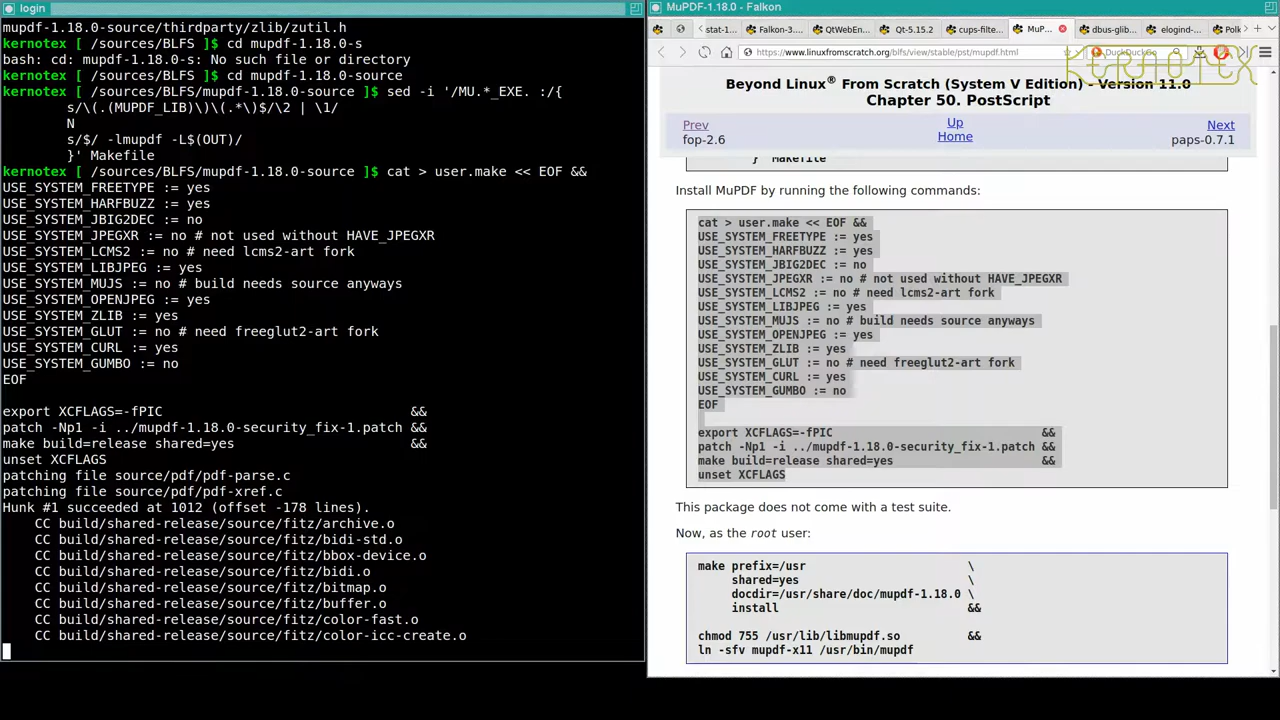 login
mupdf-1.18.0-source/thirdparty/zlib/zutil.h
kernotex [ /sources/BLFS ]$ cd mupdf-1.18.0-s
bash: cd: mupdf-1.18.0-s: No such file or directory
kernotex [ /sources/BLFS ]$ cd mupdf-1.18.0-source
kernotex [ /sources/BLFS/mupdf-1.18.0-source ]$ sed -i '/MU.*_EXE. :/{
s/\(.(MUPDF_LIB)\)\(.*\)$/\2 | \1/
N
s/$/ -lmupdf -L$(OUT)/
}' Makefile
kernotex [ /sources/BLFS/mupdf-1.18.0-source ]$ cat > user.make << EOF &&
USE_SYSTEM_FREETYPE := yes
USE_SYSTEM_HARFBUZZ := yes
USE_SYSTEM_JBIG2DEC := no
USE_SYSTEM_JPEGXR := no # not used without HAVE_JPEGXR
USE_SYSTEM_LCMS2 := no # need lcms2-art fork
USE_SYSTEM_LIBJPEG := yes
USE_SYSTEM_MUJS := no # build needs source anyways
USE_SYSTEM_OPENJPEG := yes
USE_SYSTEM_ZLIB := yes
USE_SYSTEM_GLUT := no # need freeglut2-art fork
USE_SYSTEM_CURL := yes
USE_SYSTEM_GUMBO := no
EOF
export XCFLAGS=-fPIC &&
patch -Np1 -i ../mupdf-1.18.0-security_fix-1.patch &&
make build=release shared=yes &&
unset XCFLAGS
patching file source/pdf/pdf-parse.c
patching file source/pdf/pdf-xref.c
Hunk #1 succeeded at 1012 (offset -178 lines).
CC build/shared-release/source/fitz/archive.o
CC build/shared-release/source/fitz/bidi-std.o
CC build/shared-release/source/fitz/bbox-device.o
CC build/shared-release/source/fitz/bidi.o
CC build/shared-release/source/fitz/bitmap.o
CC build/shared-release/source/fitz/buffer.o
CC build/shared-release/source/fitz/color-fast.o
CC build/shared-release/source/fitz/color-icc-create.o
MuPDF-1.18.0 - Falkon
stat-1 Falkon-3. QtWebEn Qt-5.15.2 cups-filte MuP dbus-glib elogind- Polk
https://www.linuxfromscratch.org/blfs/view/stable/pst/mupdf.html DuckDuckGo
KERNOTEX
Beyond Linux® From Scratch (System V Edition) - Version 11.0
Chapter 50. PostScript
Prev Up Next
fop-2.6 Home paps-0.7.1
}' Makefile
Install MuPDF by running the following commands:
cat > user.make << EOF &&
USE_SYSTEM_FREETYPE := yes
USE_SYSTEM_HARFBUZZ := yes
USE_SYSTEM_JBIG2DEC := no
USE_SYSTEM_JPEGXR := no # not used without HAVE_JPEGXR
USE_SYSTEM_LCMS2 := no # need lcms2-art fork
USE_SYSTEM_LIBJPEG := yes
USE_SYSTEM_MUJS := no # build needs source anyways
USE_SYSTEM_OPENJPEG := yes
USE_SYSTEM_ZLIB := yes
USE_SYSTEM_GLUT := no # need freeglut2-art fork
USE_SYSTEM_CURL := yes
USE_SYSTEM_GUMBO := no
EOF
export XCFLAGS=-fPIC &&
patch -Np1 -i ../mupdf-1.18.0-security_fix-1.patch &&
make build=release shared=yes &&
unset XCFLAGS
This package does not come with a test suite.
Now, as the root user:
make prefix=/usr \
shared=yes \
docdir=/usr/share/doc/mupdf-1.18.0 \
install &&
chmod 755 /usr/lib/libmupdf.so &&
ln -sfv mupdf-x11 /usr/bin/mupdf